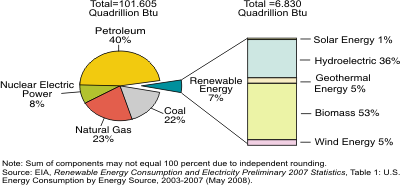 Total=101.605
Quadrillion Btu
Total =6.830
Quadrillion Btu
Petroleum
40%
Nuclear Electric
Power
8%
Natural Gas
23%
Coal
22%
Renewable
Energy
7%
Solar Energy 1%
Hydroelectric 36%
Geothermal
Energy 5%
Biomass 53%
Wind Energy 5%
Note: Sum of components may not equal 100 percent due to independent rounding.
Source: EIA, Renewable Energy Consumption and Electricity Preliminary 2007 Statistics, Table 1: U.S.
Energy Consumption by Energy Source, 2003-2007 (May 2008).